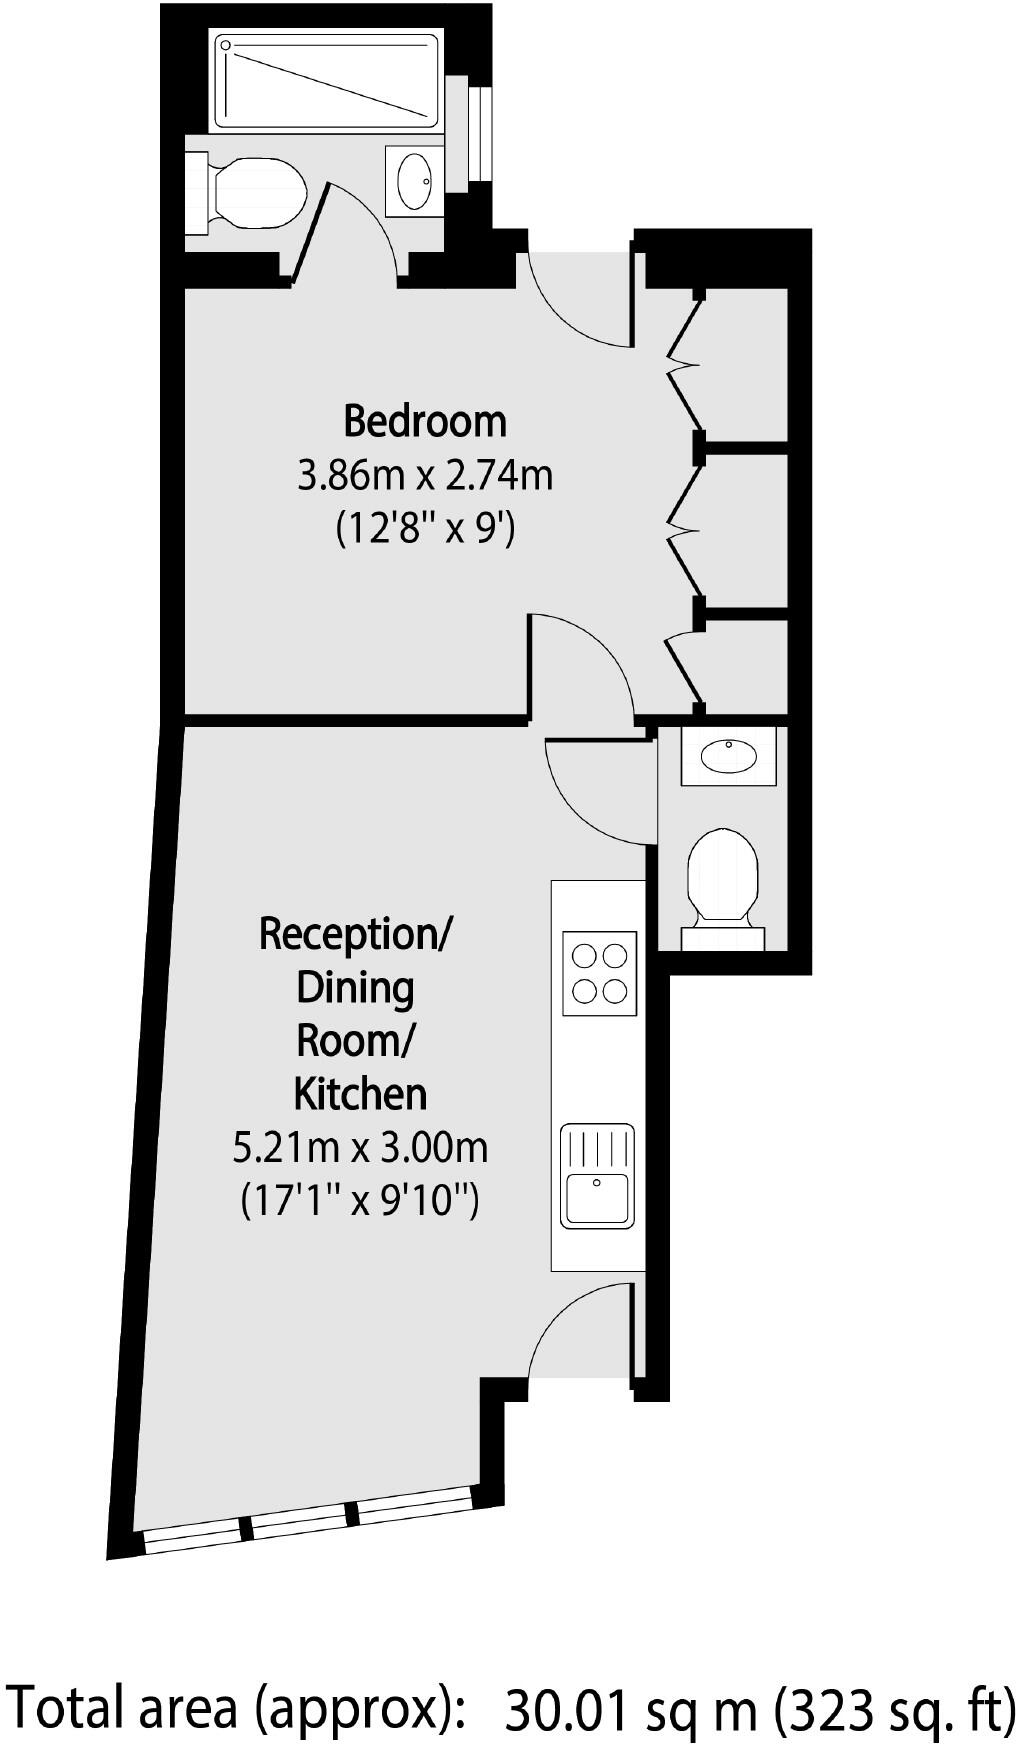 Bedroom
3.86m x 2.74m
(12'8" x 9')
Reception/
Dining
Room/
Kitchen
5.21m x 3.00m
(17'1" x 9'10")
Total area (approx): 30.01 sq m (323 sq. ft)